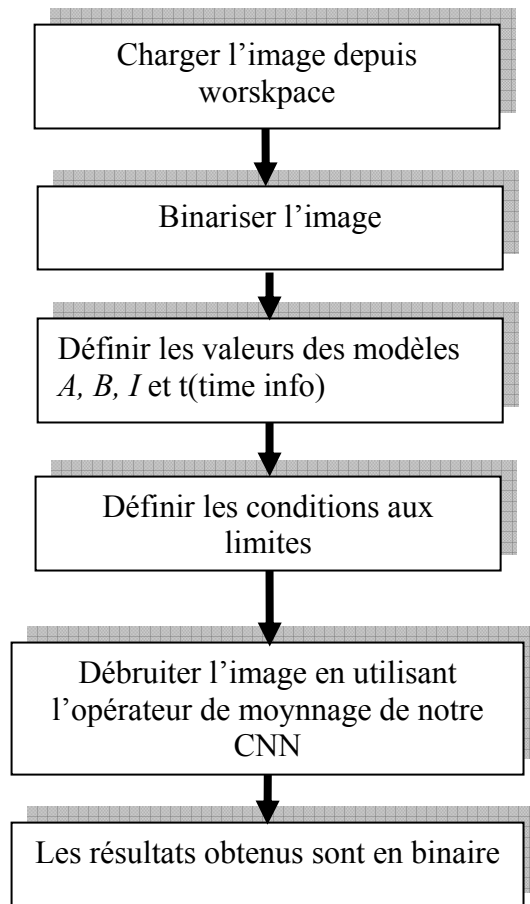 Charger l’image depuis
worskpace
Binariser l’image
Définir les valeurs des modèles
A, B, I et t(time info)
Définir les conditions aux
limites
Débruiter l’image en utilisant
l’opérateur de moynnage de notre
CNN
Les résultats obtenus sont en binaire